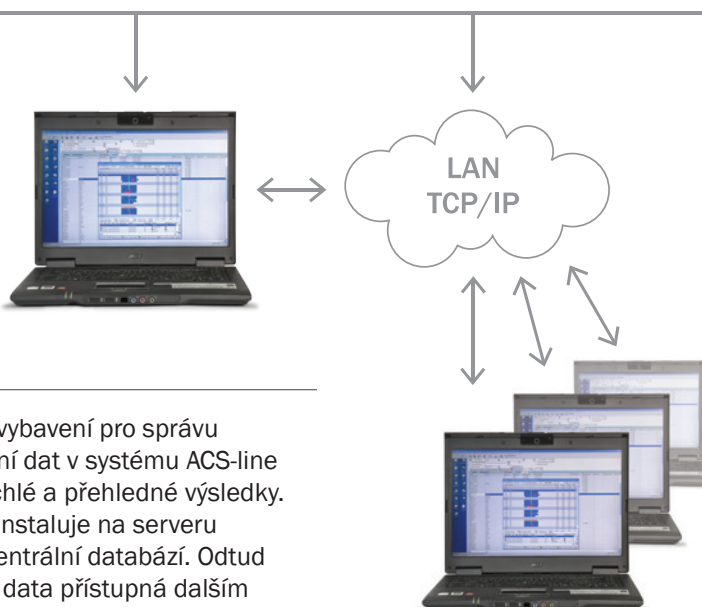 LAN
TCP/IP
vybavení pro správu
ní dat v systému ACS-line
chlé a přehledné výsledky.
nstaluje na serveru
entrální databází. Odtud
data přístupná dalším